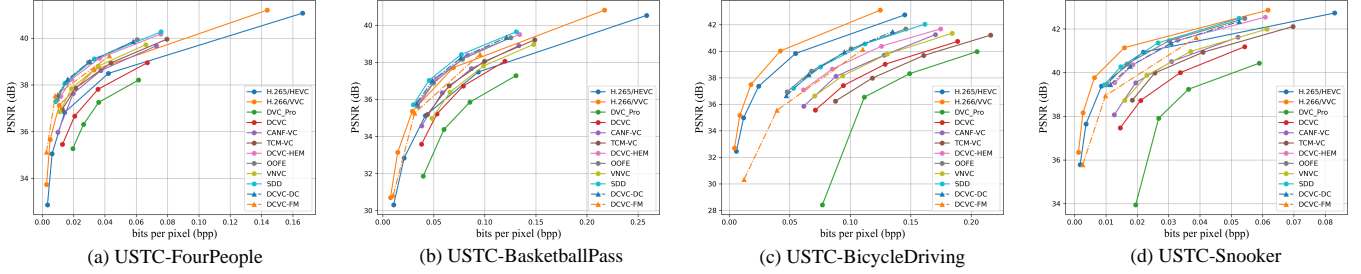 PSNR (dB)
40
38
36
34
0.00
0.02
0.04
0.06
0.08
0.10
0.12
0.14
0.16
bits per pixel (bpp)
H.265/HEVC
H.266/VVC
DVC_Pro
DCVC
CANF-VC
TCM-VC
DCVC-HEM
OOFE
VNVC
SDD
DCVC-DC
DCVC-FM
(a) USTC-FourPeople
PSNR (dB)
40
38
36
34
32
30
0.00
0.05
0.10
0.15
0.20
0.25
bits per pixel (bpp)
H.265/HEVC
H.266/VVC
DVC_Pro
DCVC
CANF-VC
TCM-VC
DCVC-HEM
OOFE
VNVC
SDD
DCVC-DC
DCVC-FM
(b) USTC-BasketballPass
PSNR (dB)
42
40
38
36
34
32
30
28
0.00
0.05
0.10
0.15
0.20
bits per pixel (bpp)
H.265/HEVC
H.266/VVC
DVC_Pro
DCVC
CANF-VC
TCM-VC
DCVC-HEM
OOFE
VNVC
SDD
DCVC-DC
DCVC-FM
(c) USTC-BicycleDriving
PSNR (dB)
42
40
38
36
34
0.00
0.01
0.02
0.03
0.04
0.05
0.06
0.07
0.08
bits per pixel (bpp)
H.265/HEVC
H.266/VVC
DVC_Pro
DCVC
CANF-VC
TCM-VC
DCVC-HEM
OOFE
VNVC
SDD
DCVC-DC
DCVC-FM
(d) USTC-Snooker